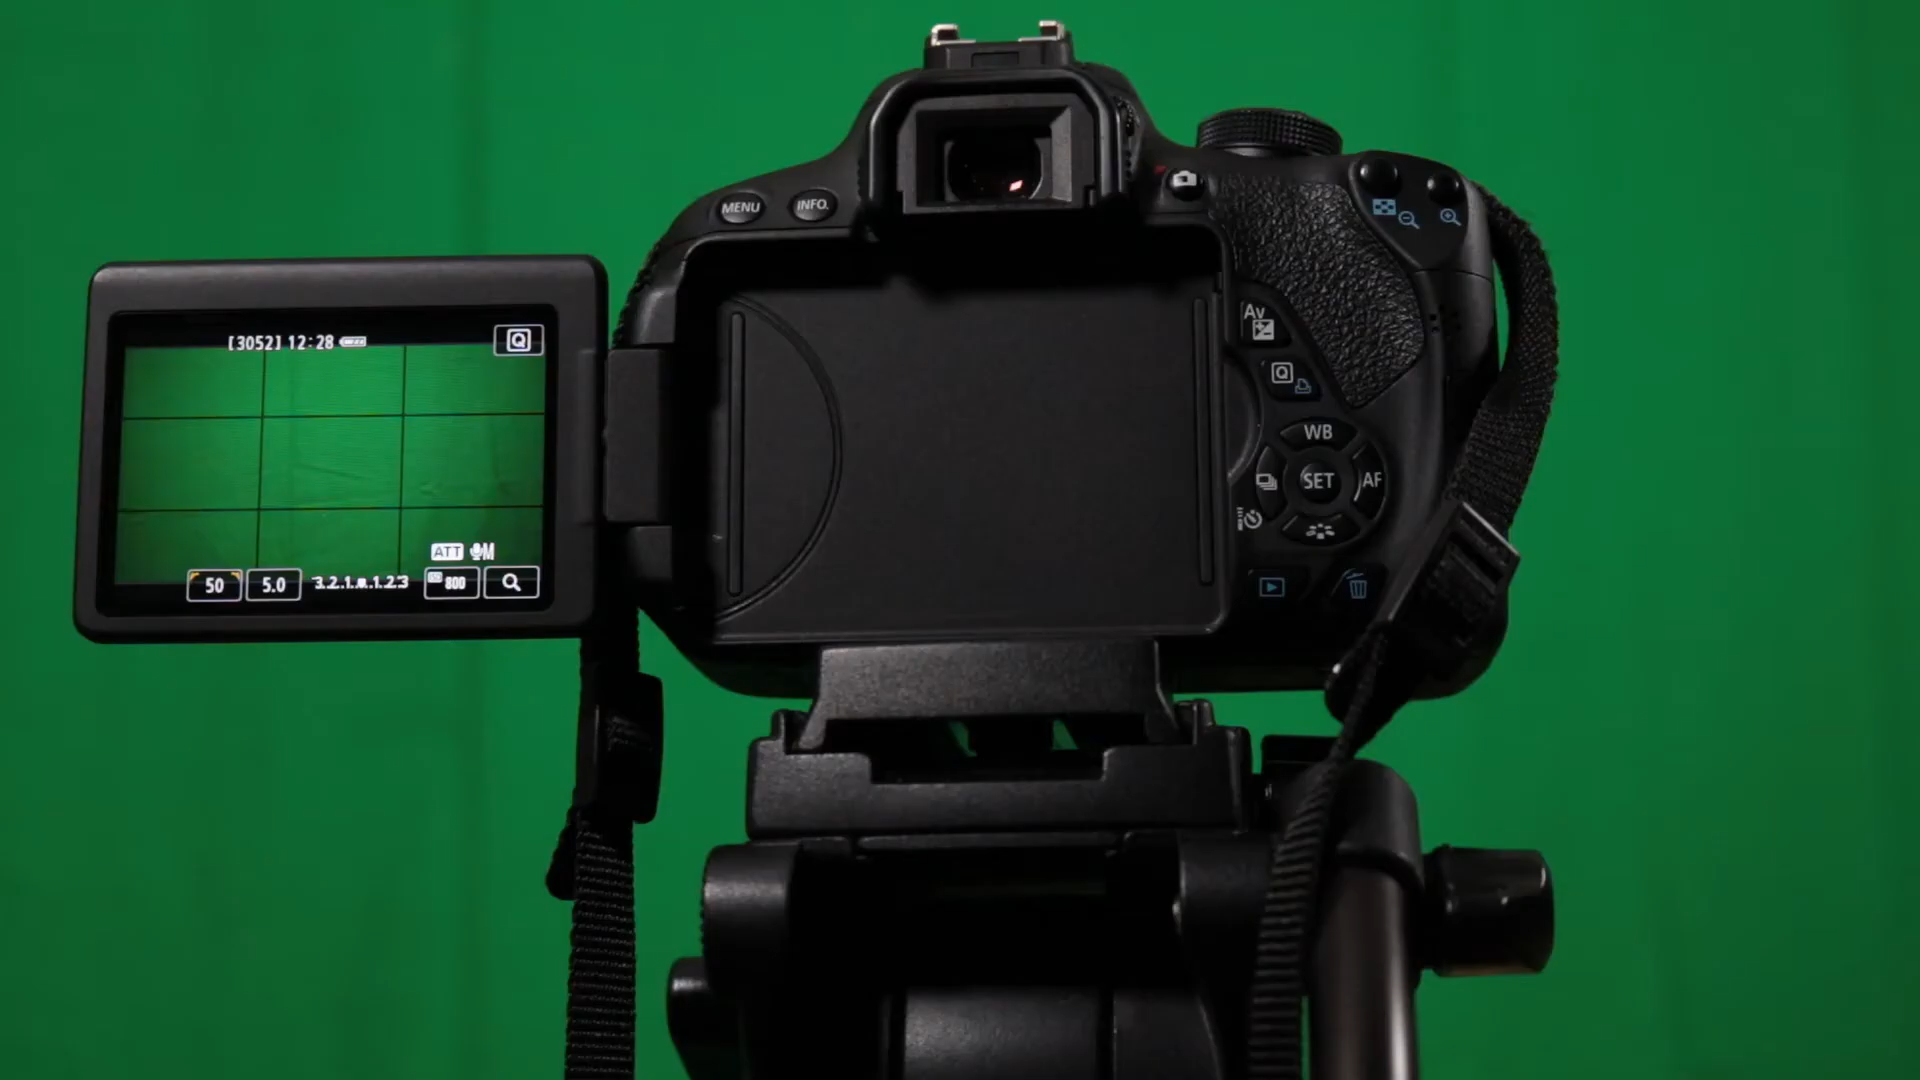 MENU INFO.
[3052] 12:28
Q
Av
Q
WB
SET
AF
ATT M
50 5.0 3..2..1..■..1..2..3 ISO 800